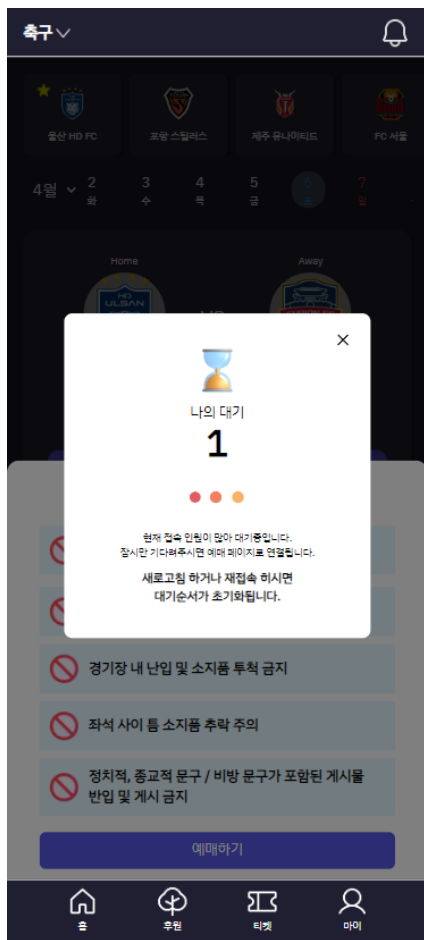 축구
울산 HD FC
포항 스틸러스
제주 유나이티드
FC 서울
4월
2
3
4
5
6
7
화
수
목
금
토
일
Home
Away
HD
ULSAN
나의 대기
1
현재 접속 인원이 많아 대기중입니다.
잠시만 기다려주시면 예매 페이지로 연결됩니다.
새로고침 하거나 재접속 하시면
대기순서가 초기화됩니다.
경기장 내 난입 및 소지품 투척 금지
좌석 사이 틈 소지품 추락 주의
정치적, 종교적 문구 / 비방 문구가 포함된 게시물
반입 및 게시 금지
예매하기
홈
후원
티켓
마이